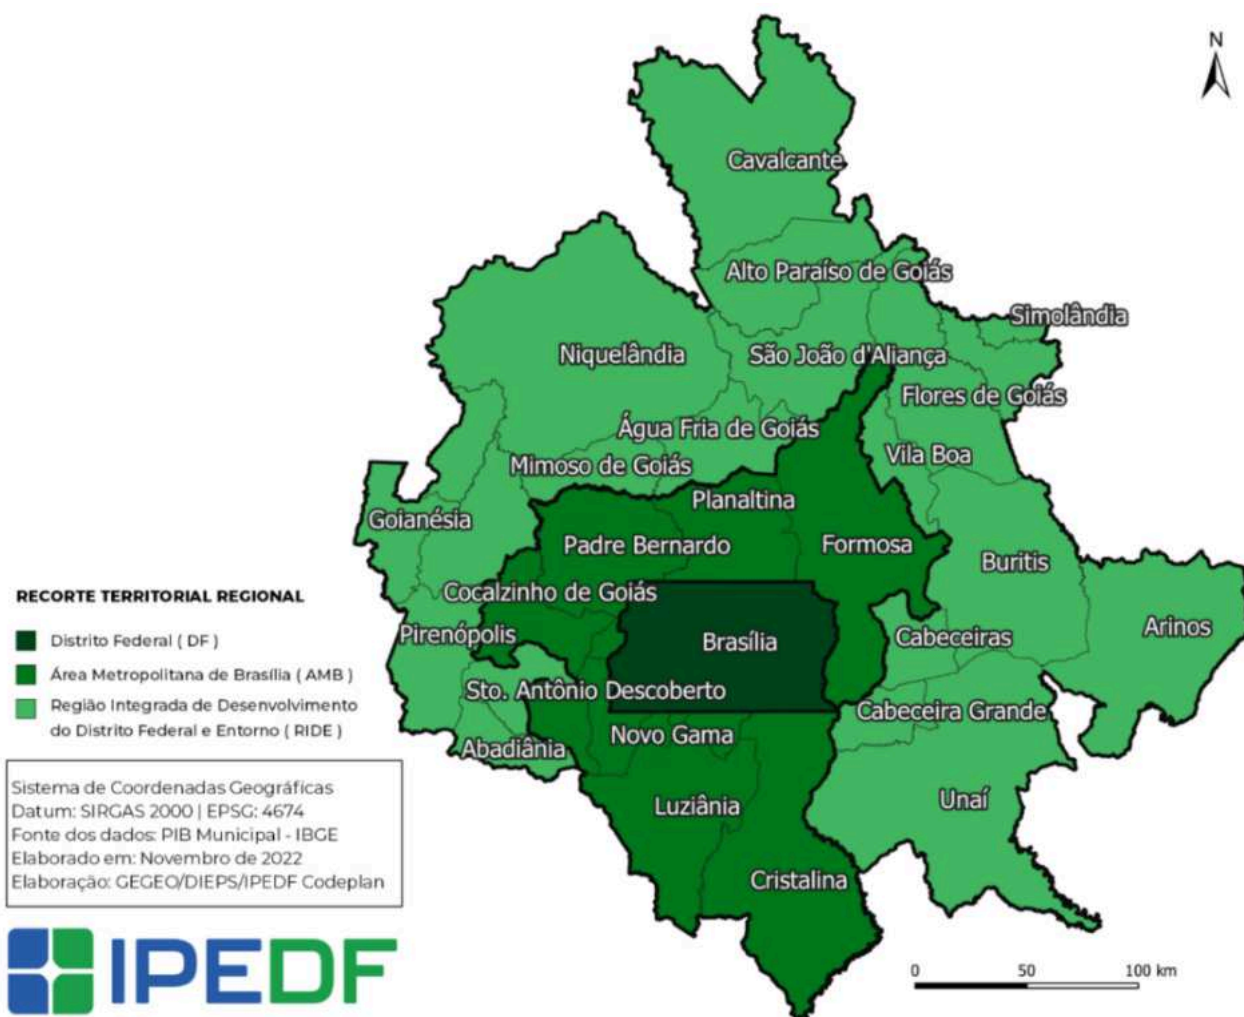 N
Cavalcante
Alto Paraíso de Goiás
Simolândia
Niquelândia
São João d'Aliança
Flores de Goiás
Água Fria de Goiás
Vila Boa
Mimoso de Goiás
Planaltina
Goianésia
Padre Bernardo
Formosa
Buritis
Cocalzinho de Goiás
Pirenópolis
Brasília
Cabeceiras
Arinos
Sto. Antônio Descoberto
Cabeceira Grande
Novo Gama
Abadiânia
Luziânia
Unaí
Cristalina
RECORTE TERRITORIAL REGIONAL
Distrito Federal ( DF )
Área Metropolitana de Brasília ( AMB )
Região Integrada de Desenvolvimento
do Distrito Federal e Entorno ( RIDE )
Sistema de Coordenadas Geográficas
Datum: SIRGAS 2000 | EPSG: 4674
Fonte dos dados: PIB Municipal - IBGE
Elaborado em: Novembro de 2022
Elaboração: GEGEO/DIEPS/IPEDF Codeplan
IPEDF
0 50 100 km